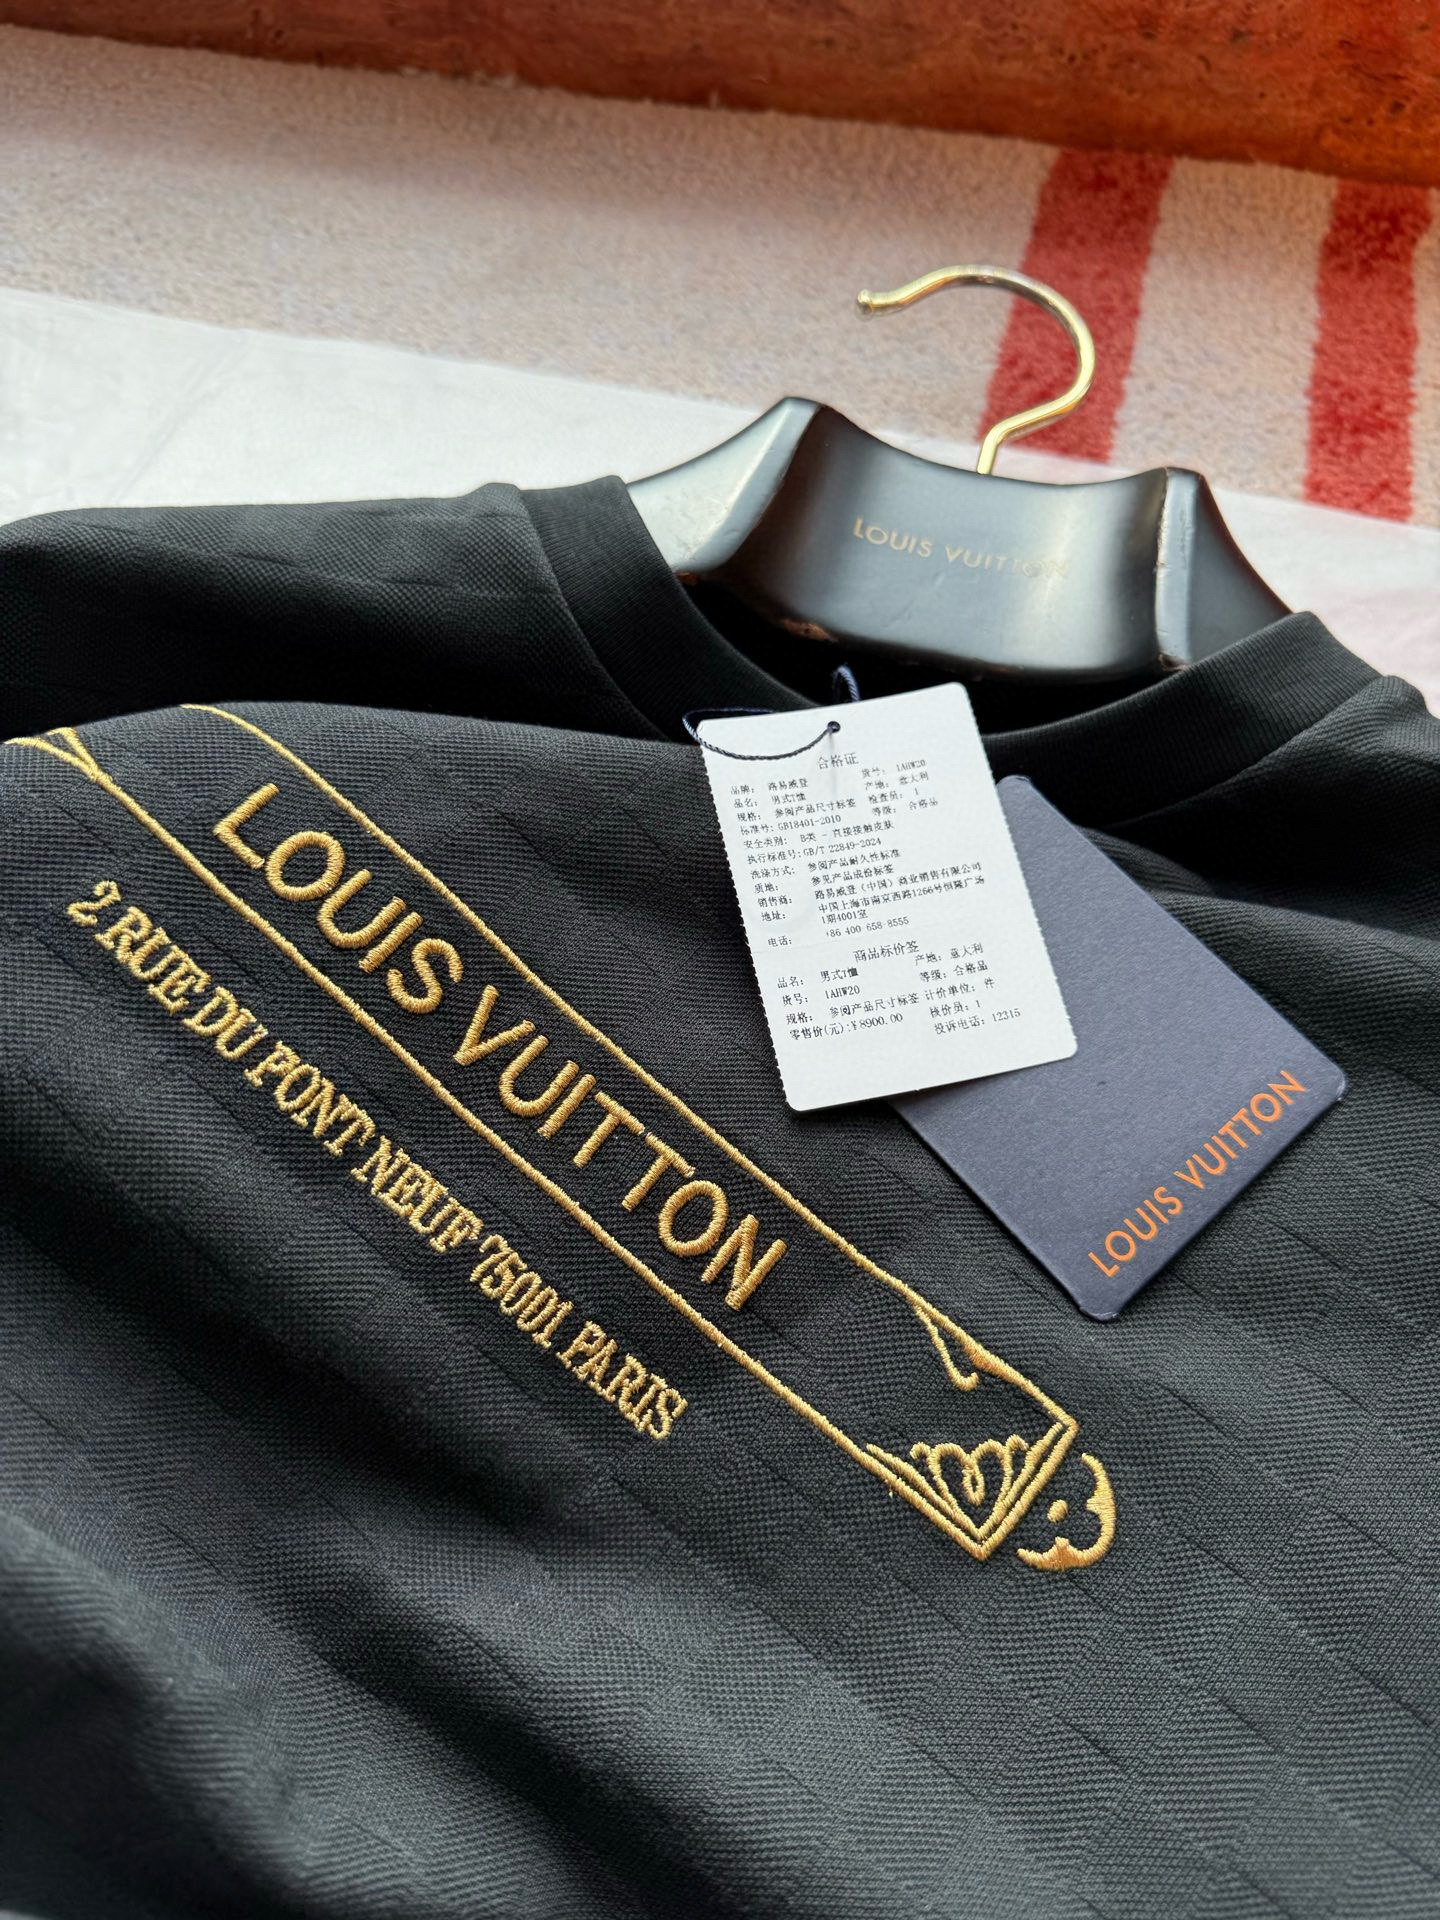 LOUIS VUITTON
合格证
品牌: 路易威登 货号: 1AHW20
品名: 男式T恤 产地: 意大利
规格: 参阅产品尺寸标签 检查员: 1
标准号: GB18401-2010 等级: 合格品
安全类别: B类 - 直接接触皮肤
执行标准号: GB/T 22849-2024
洗涤方式: 参阅产品耐久性标签
质地: 参见产品成份标签
销售商: 路易威登（中国）商业销售有限公司
地址: 中国上海市南京西路1266号恒隆广场
1期4001室
电话: +86 400 658 8555
商品标价签
品名: 男式T恤 产地: 意大利
货号: 1AHW20 等级: 合格品
规格: 参阅产品尺寸标签 计价单位: 件
零售价(元):¥8900.00 核价员: 1
投诉电话: 12315
LOUIS VUITTON
LOUIS VUITTON
2 RUE DU PONT NEUF 75001 PARIS